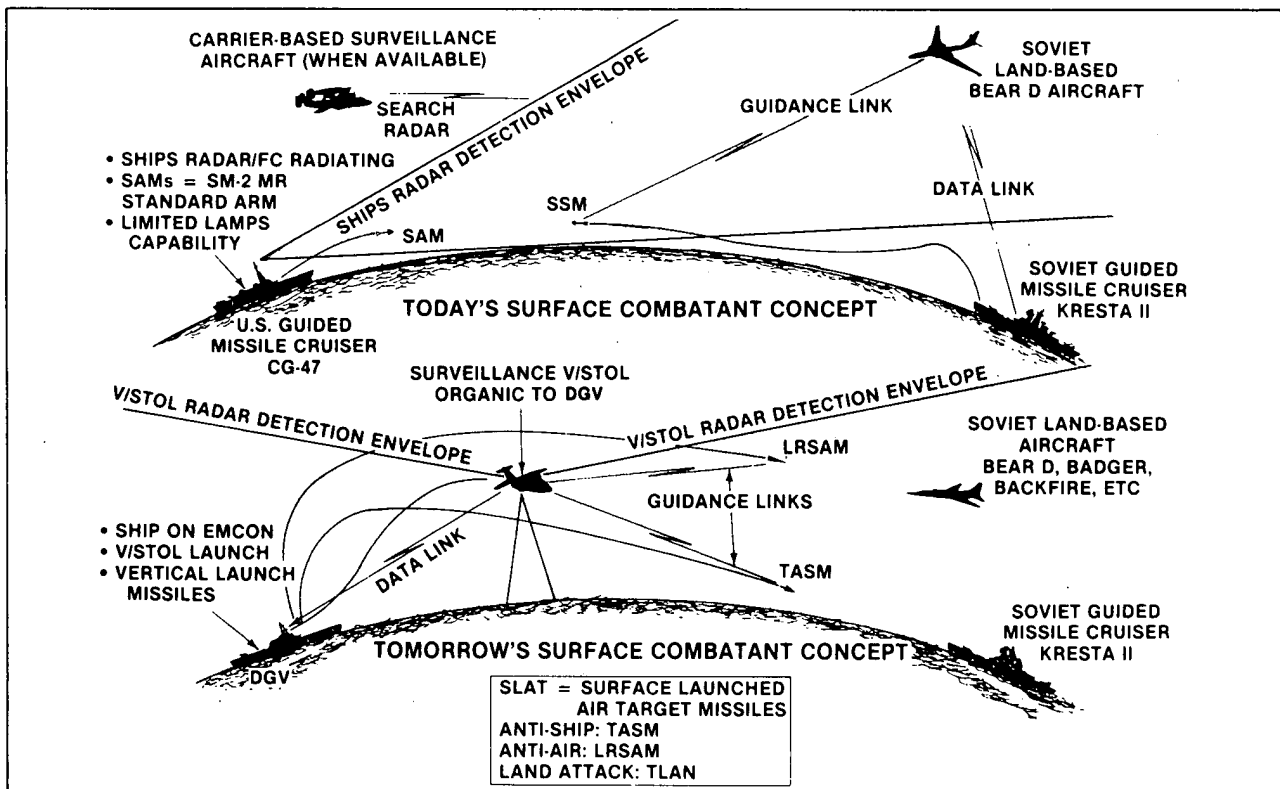 CARRIER-BASED SURVEILLANCE
AIRCRAFT (WHEN AVAILABLE)
SEARCH
RADAR
SHIPS RADAR DETECTION ENVELOPE
GUIDANCE LINK
SOVIET
LAND-BASED
BEAR D AIRCRAFT
• SHIPS RADAR/FC RADIATING
• SAMs = SM-2 MR
STANDARD ARM
• LIMITED LAMPS
CAPABILITY
SAM
SSM
DATA LINK
TODAY'S SURFACE COMBATANT CONCEPT
U.S. GUIDED
MISSILE CRUISER
CG-47
SOVIET GUIDED
MISSILE CRUISER
KRESTA II
SURVEILLANCE V/STOL
ORGANIC TO DGV
V/STOL RADAR DETECTION ENVELOPE
V/STOL RADAR DETECTION ENVELOPE
LRSAM
GUIDANCE LINKS
SOVIET LAND-BASED
AIRCRAFT
BEAR D, BADGER,
BACKFIRE, ETC
• SHIP ON EMCON
• V/STOL LAUNCH
• VERTICAL LAUNCH
MISSILES
DATA LINK
TASM
DGV
TOMORROW'S SURFACE COMBATANT CONCEPT
SOVIET GUIDED
MISSILE CRUISER
KRESTA II
SLAT = SURFACE LAUNCHED
AIR TARGET MISSILES
ANTI-SHIP: TASM
ANTI-AIR: LRSAM
LAND ATTACK: TLAN